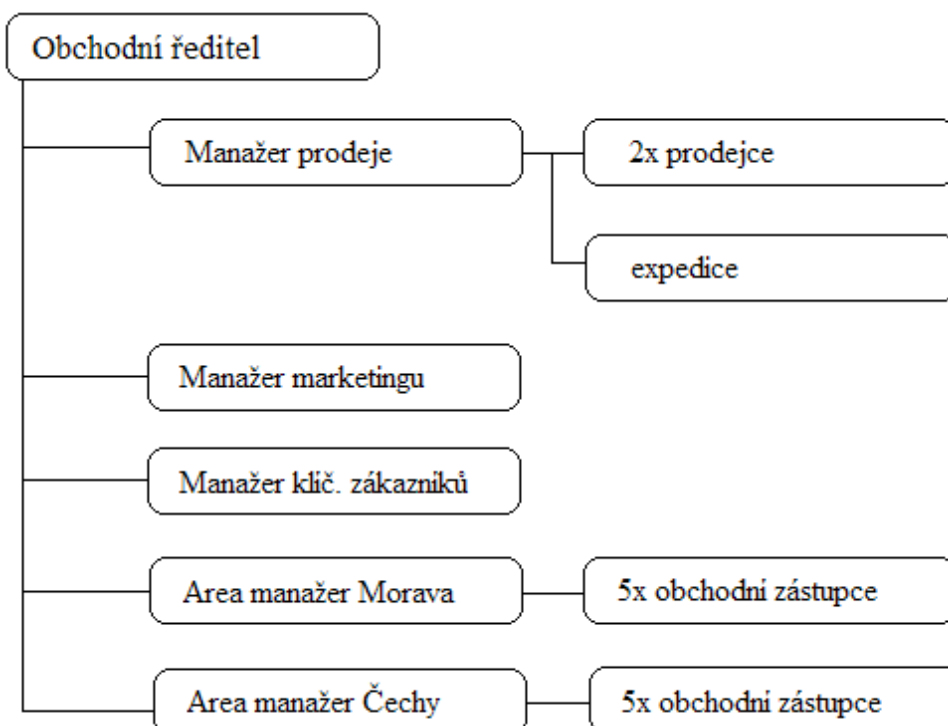 Obchodní ředitel
Manažer prodeje
2x prodejce
expedice
Manažer marketingu
Manažer klíč. zákazníků
Area manažer Morava
5x obchodní zástupce
Area manažer Čechy
5x obchodní zástupce